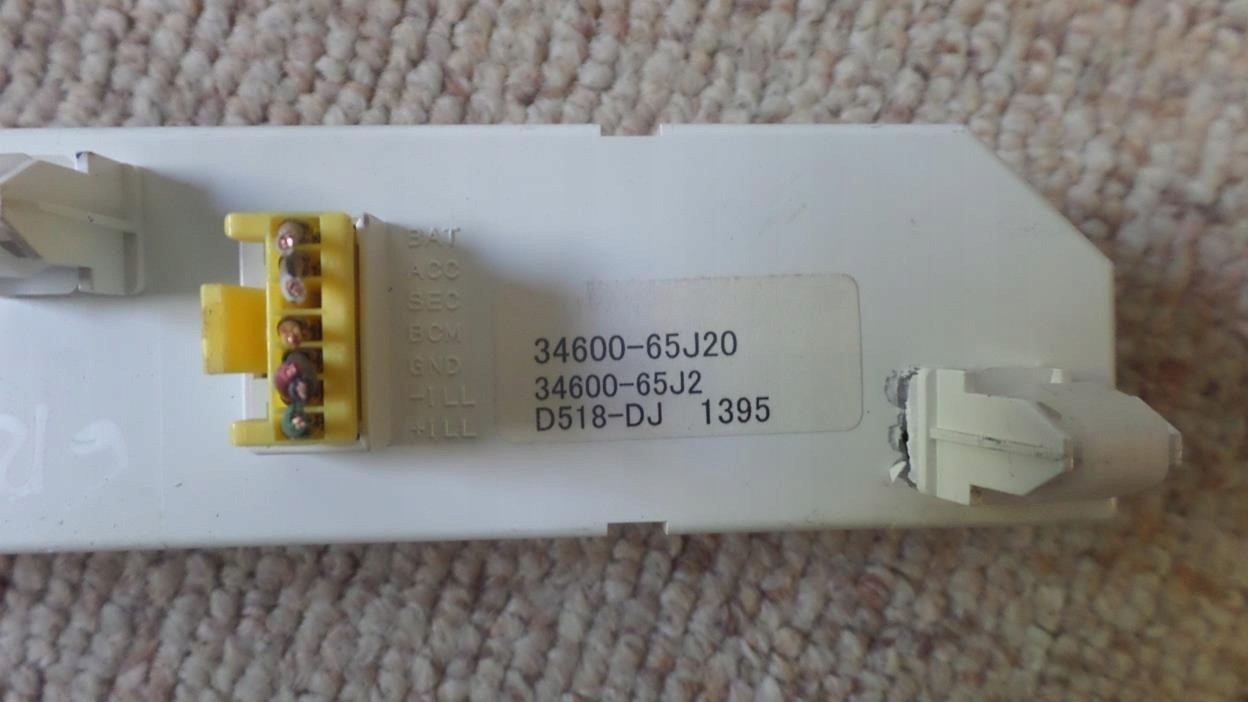 BAT
ACC
SEC
BCM
GND
-ILL
+ILL
34600-65J20
34600-65J2
D518-DJ 1395